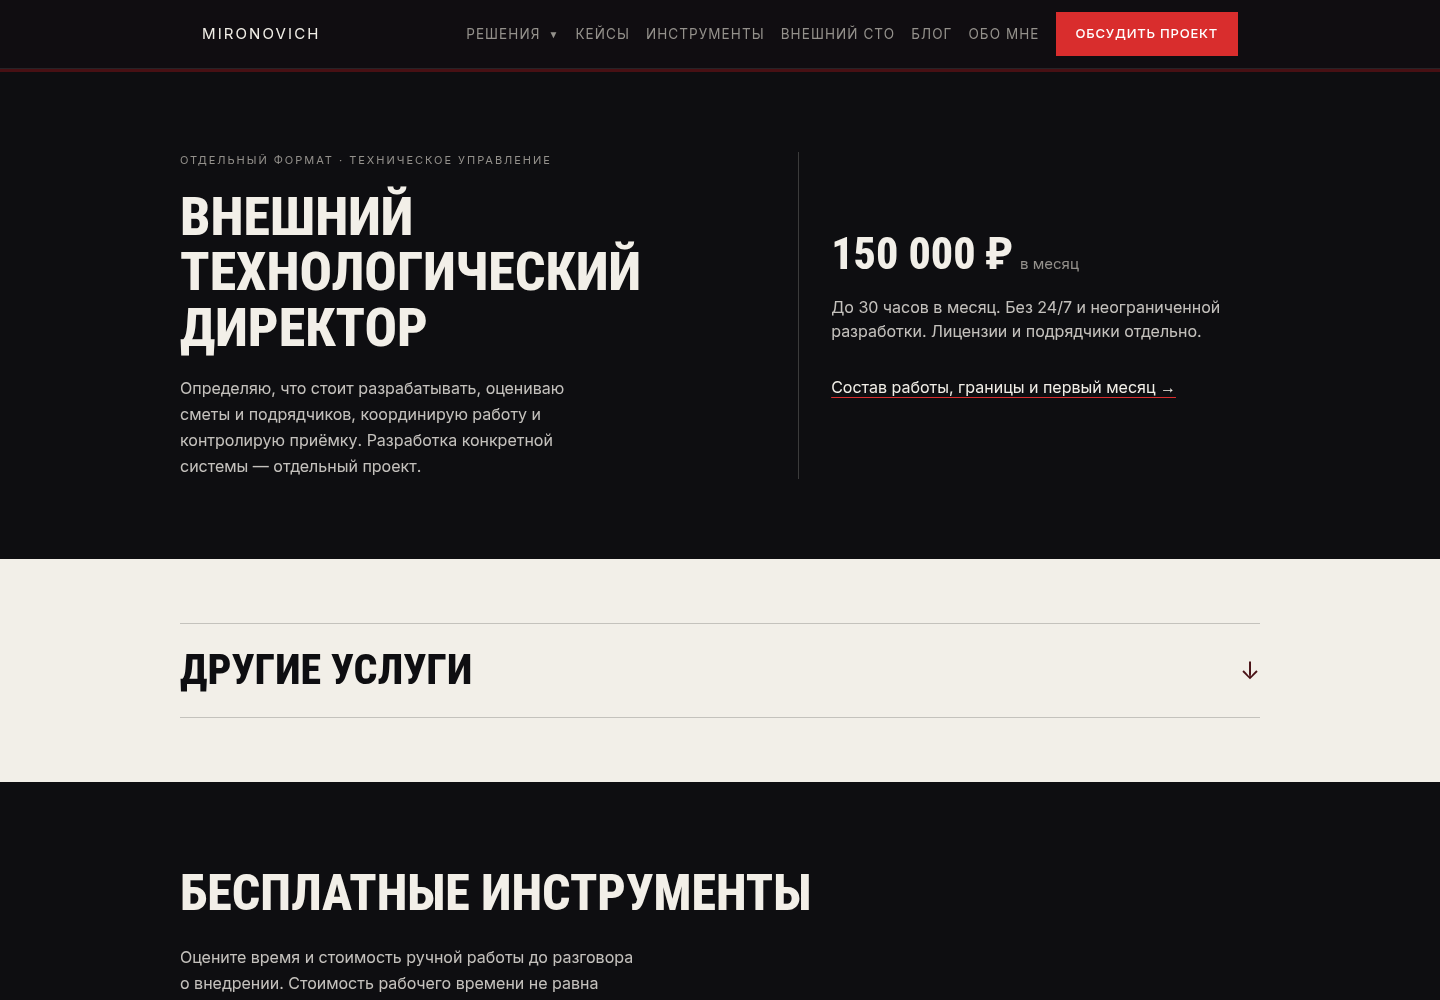 MIRONOVICH
РЕШЕНИЯ ▼ КЕЙСЫ ИНСТРУМЕНТЫ ВНЕШНИЙ СТО БЛОГ ОБО МНЕ ОБСУДИТЬ ПРОЕКТ
ОТДЕЛЬНЫЙ ФОРМАТ · ТЕХНИЧЕСКОЕ УПРАВЛЕНИЕ
ВНЕШНИЙ
ТЕХНОЛОГИЧЕСКИЙ
ДИРЕКТОР
Определяю, что стоит разрабатывать, оцениваю
сметы и подрядчиков, координирую работу и
контролирую приёмку. Разработка конкретной
системы — отдельный проект.
150 000 ₽ в месяц
До 30 часов в месяц. Без 24/7 и неограниченной
разработки. Лицензии и подрядчики отдельно.
Состав работы, границы и первый месяц →
ДРУГИЕ УСЛУГИ
БЕСПЛАТНЫЕ ИНСТРУМЕНТЫ
Оцените время и стоимость ручной работы до разговора
о внедрении. Стоимость рабочего времени не равна